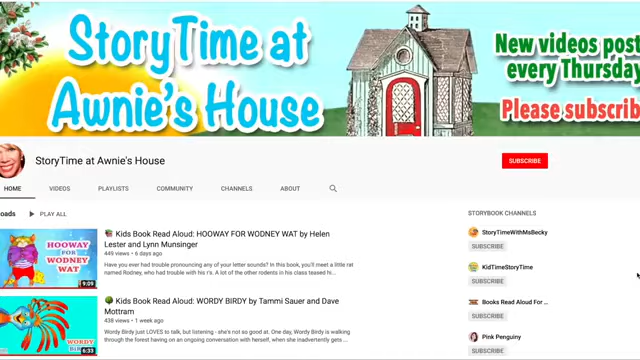 StoryTime at
Awnie's House
New videos
every Thursday
Please
StoryTime at Awnie's House
SUBSCRIBE
HOME VIDEOS PLAYLISTS COMMUNITY CHANNELS ABOUT
PLAY ALL
STORYBOOK CHANNELS
HOOWAY
FOR
WODNEY
WAT
9:09
Kids Book Read Aloud: HOOWAY FOR WODNEY WAT by Helen
Lester and Lynn Munsinger
449 views • 6 days ago
Have you ever had trouble pronouncing any of your letter sounds? In this book, you'll meet a little rat
named Rodney, who had trouble with his r's. A lot of the other rodents in his class teased hi...
WORDY
BIRDY
6:33
Kids Book Read Aloud: WORDY BIRDY by Tammi Sauer and Dave
Mottram
438 views • 1 week ago
Wordy Birdy just LOVES to talk, but listening - she's not so good at. One day, Wordy Birdy is walking
through the forest having on an ongoing conversation with herself, when she inadvertently gets...
StoryTimeWithMsBecky
SUBSCRIBE
KidTimeStoryTime
SUBSCRIBE
Books Read Aloud For ...
SUBSCRIBE
Pink Penguiny
SUBSCRIBE